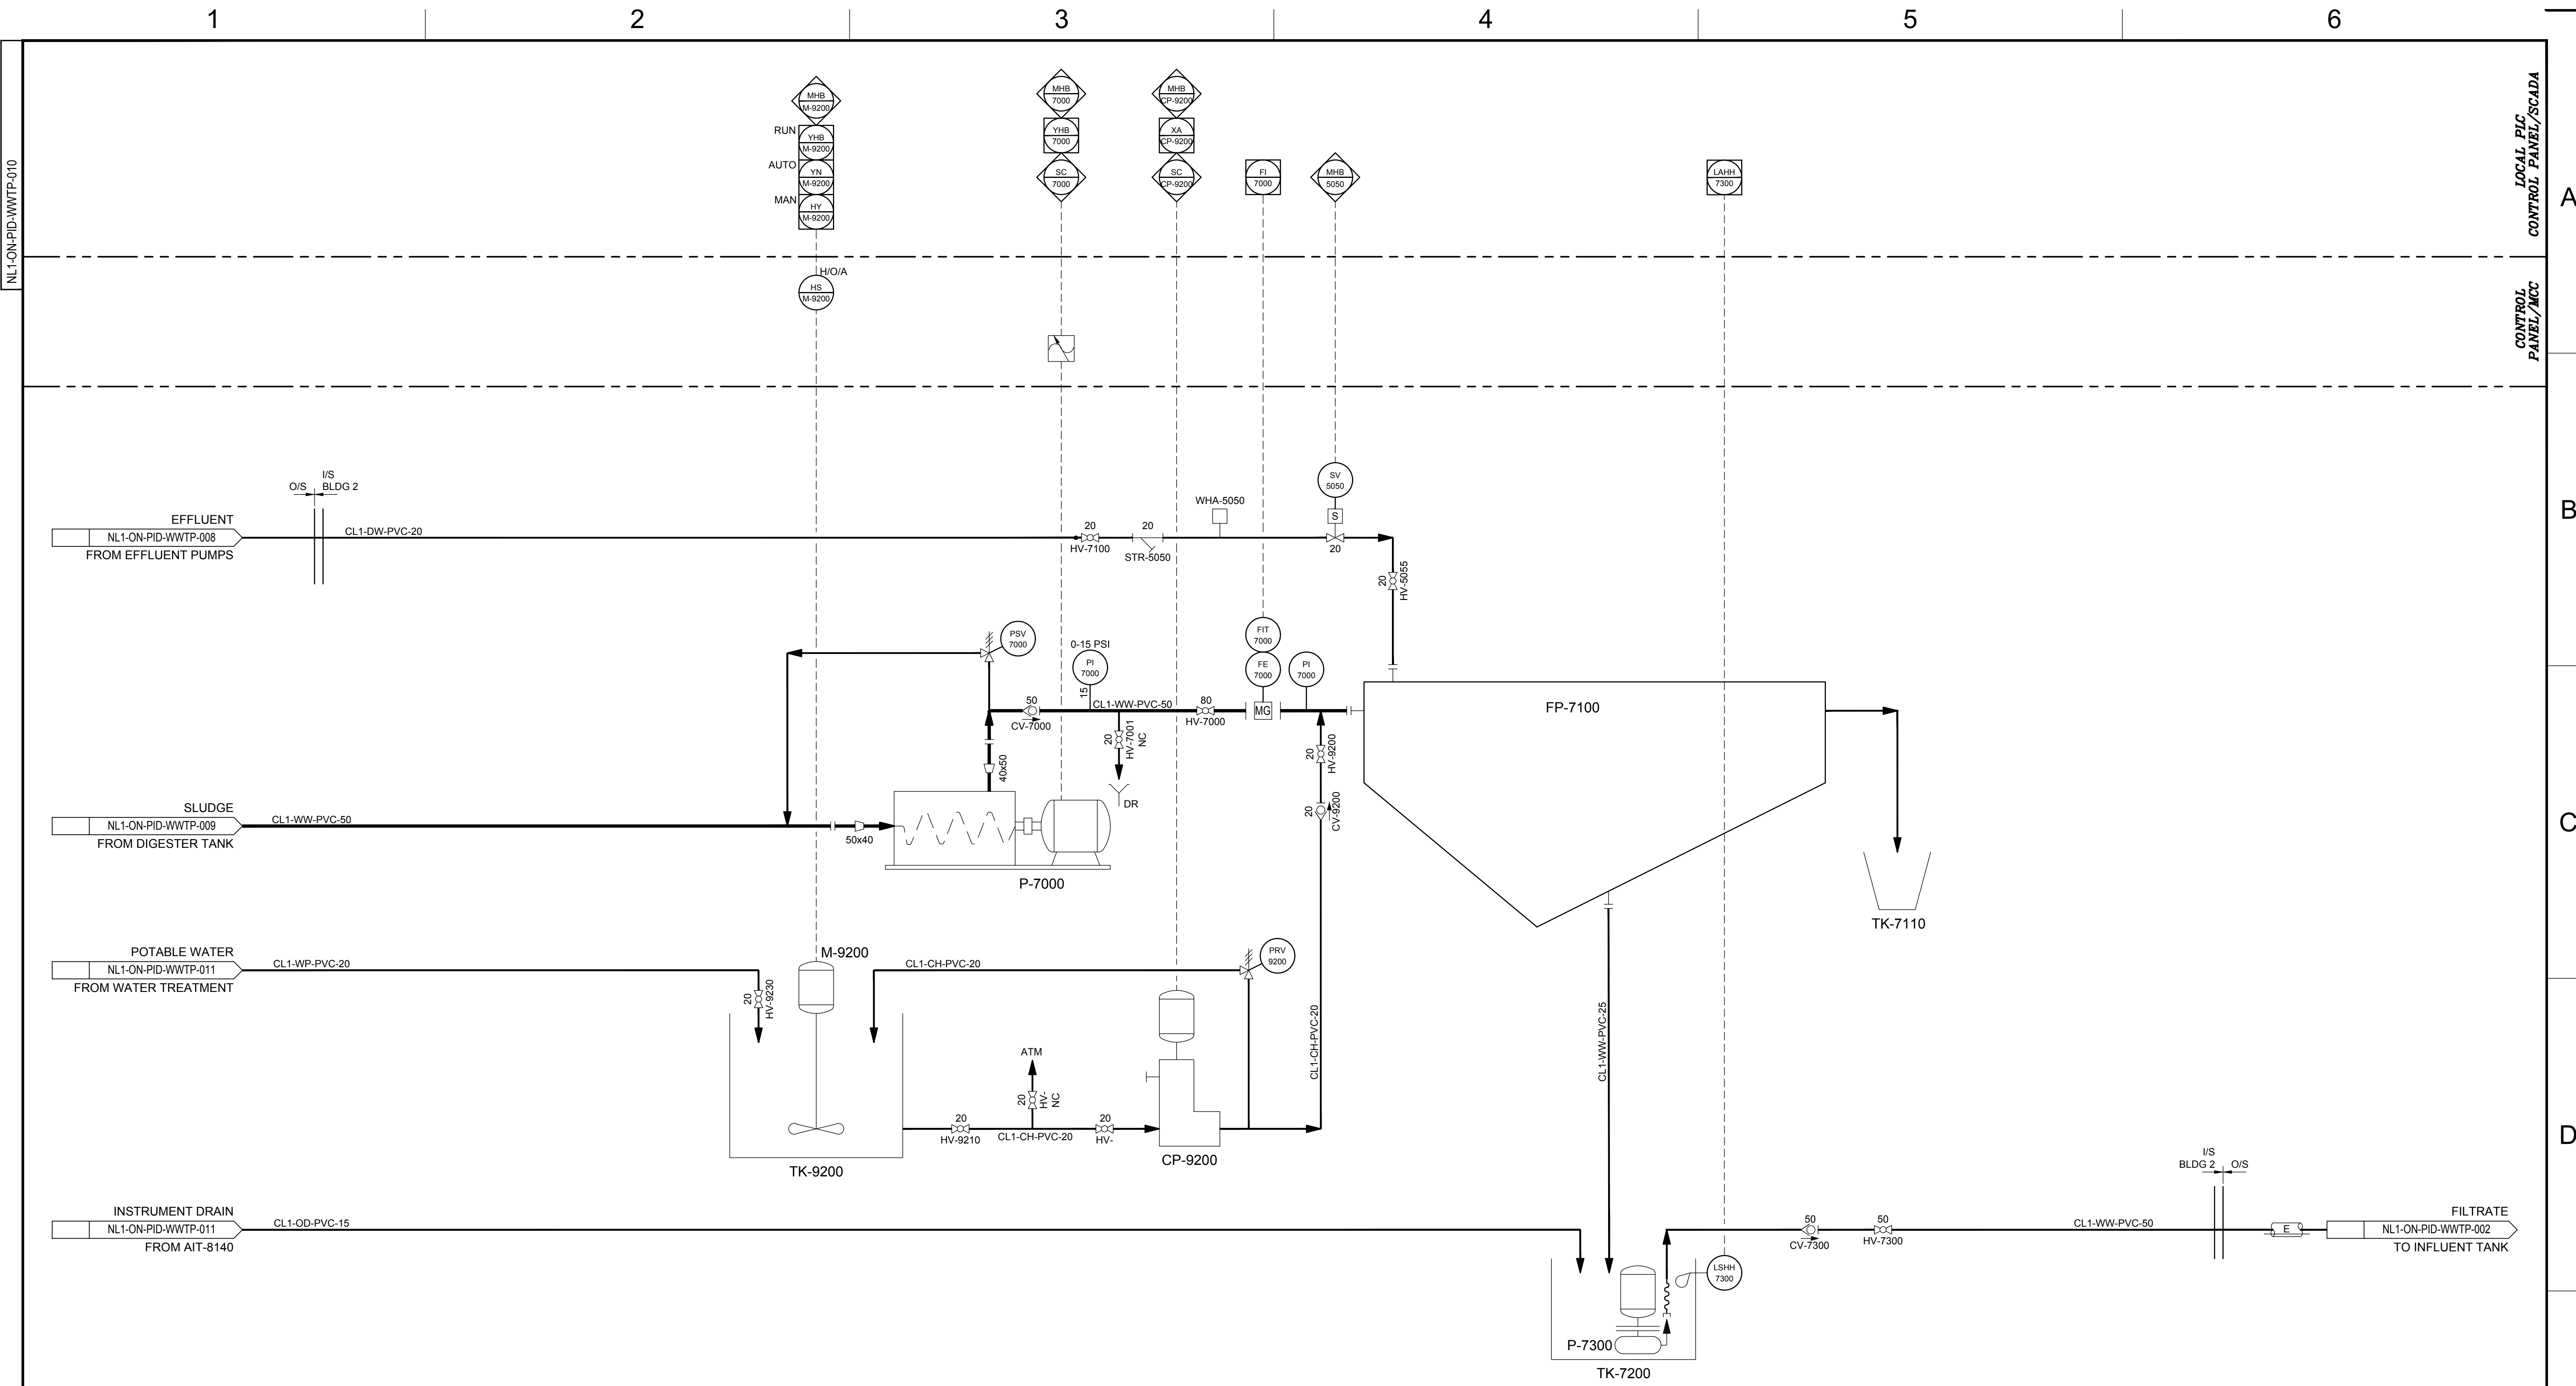 1
2
3
4
5
6
A
B
C
D
NL1-ON-PID-WWTP-010
LOCAL PLC
CONTROL PANEL/SCADA
CONTROL
PANEL/MCC
MHB
M-9200
RUN
YHB
M-9200
AUTO
YN
M-9200
MAN
HY
M-9200
H/O/A
HS
M-9200
MHB
7000
YHB
7000
SC
7000
MHB
CP-9200
XA
CP-9200
SC
CP-9200
FI
7000
MHB
5050
LAHH
7300
I/S
O/S
BLDG 2
EFFLUENT
NL1-ON-PID-WWTP-008
FROM EFFLUENT PUMPS
CL1-DW-PVC-20
20
HV-7100
20
STR-5050
WHA-5050
SV
5050
S
20
20
HV-5055
PSV
7000
0-15 PSI
PI
7000
15
FIT
7000
FE
7000
PI
7000
50
CV-7000
CL1-WW-PVC-50
80
HV-7000
MG
FP-7100
20
HV-7001
NC
DR
40x50
20
HV-9200
20
CV-9200
SLUDGE
NL1-ON-PID-WWTP-009
FROM DIGESTER TANK
CL1-WW-PVC-50
50x40
P-7000
TK-7110
POTABLE WATER
NL1-ON-PID-WWTP-011
FROM WATER TREATMENT
CL1-WP-PVC-20
20
HV-9230
M-9200
CL1-CH-PVC-20
PRV
9200
CL1-CH-PVC-20
CL1-WW-PVC-25
ATM
20
HV-
NC
20
HV-9210
CL1-CH-PVC-20
20
HV-
CP-9200
TK-9200
INSTRUMENT DRAIN
NL1-ON-PID-WWTP-011
FROM AIT-8140
CL1-OD-PVC-15
LSHH
7300
50
CV-7300
50
HV-7300
CL1-WW-PVC-50
I/S
BLDG 2
O/S
E
FILTRATE
NL1-ON-PID-WWTP-002
TO INFLUENT TANK
P-7300
TK-7200